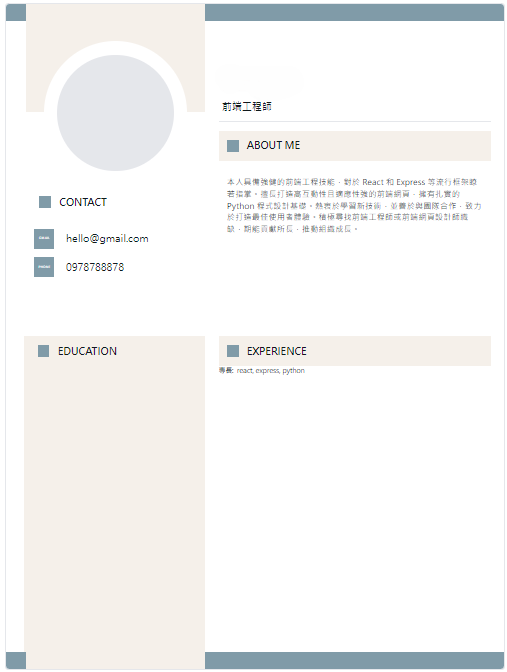 前端工程師
ABOUT ME
本人具備強健的前端工程技能，對於 React 和 Express 等流行框架瞭
若指掌。擅長打造高互動性且適應性強的前端網頁，擁有扎實的
Python 程式設計基礎。熱衷於學習新技術，並善於與團隊合作，致力
於打造最佳使用者體驗。積極尋找前端工程師或前端網頁設計師職
缺，期能貢獻所長，推動組織成長。
CONTACT
hello@gmail.com
0978788878
EDUCATION
EXPERIENCE
專長: react, express, python